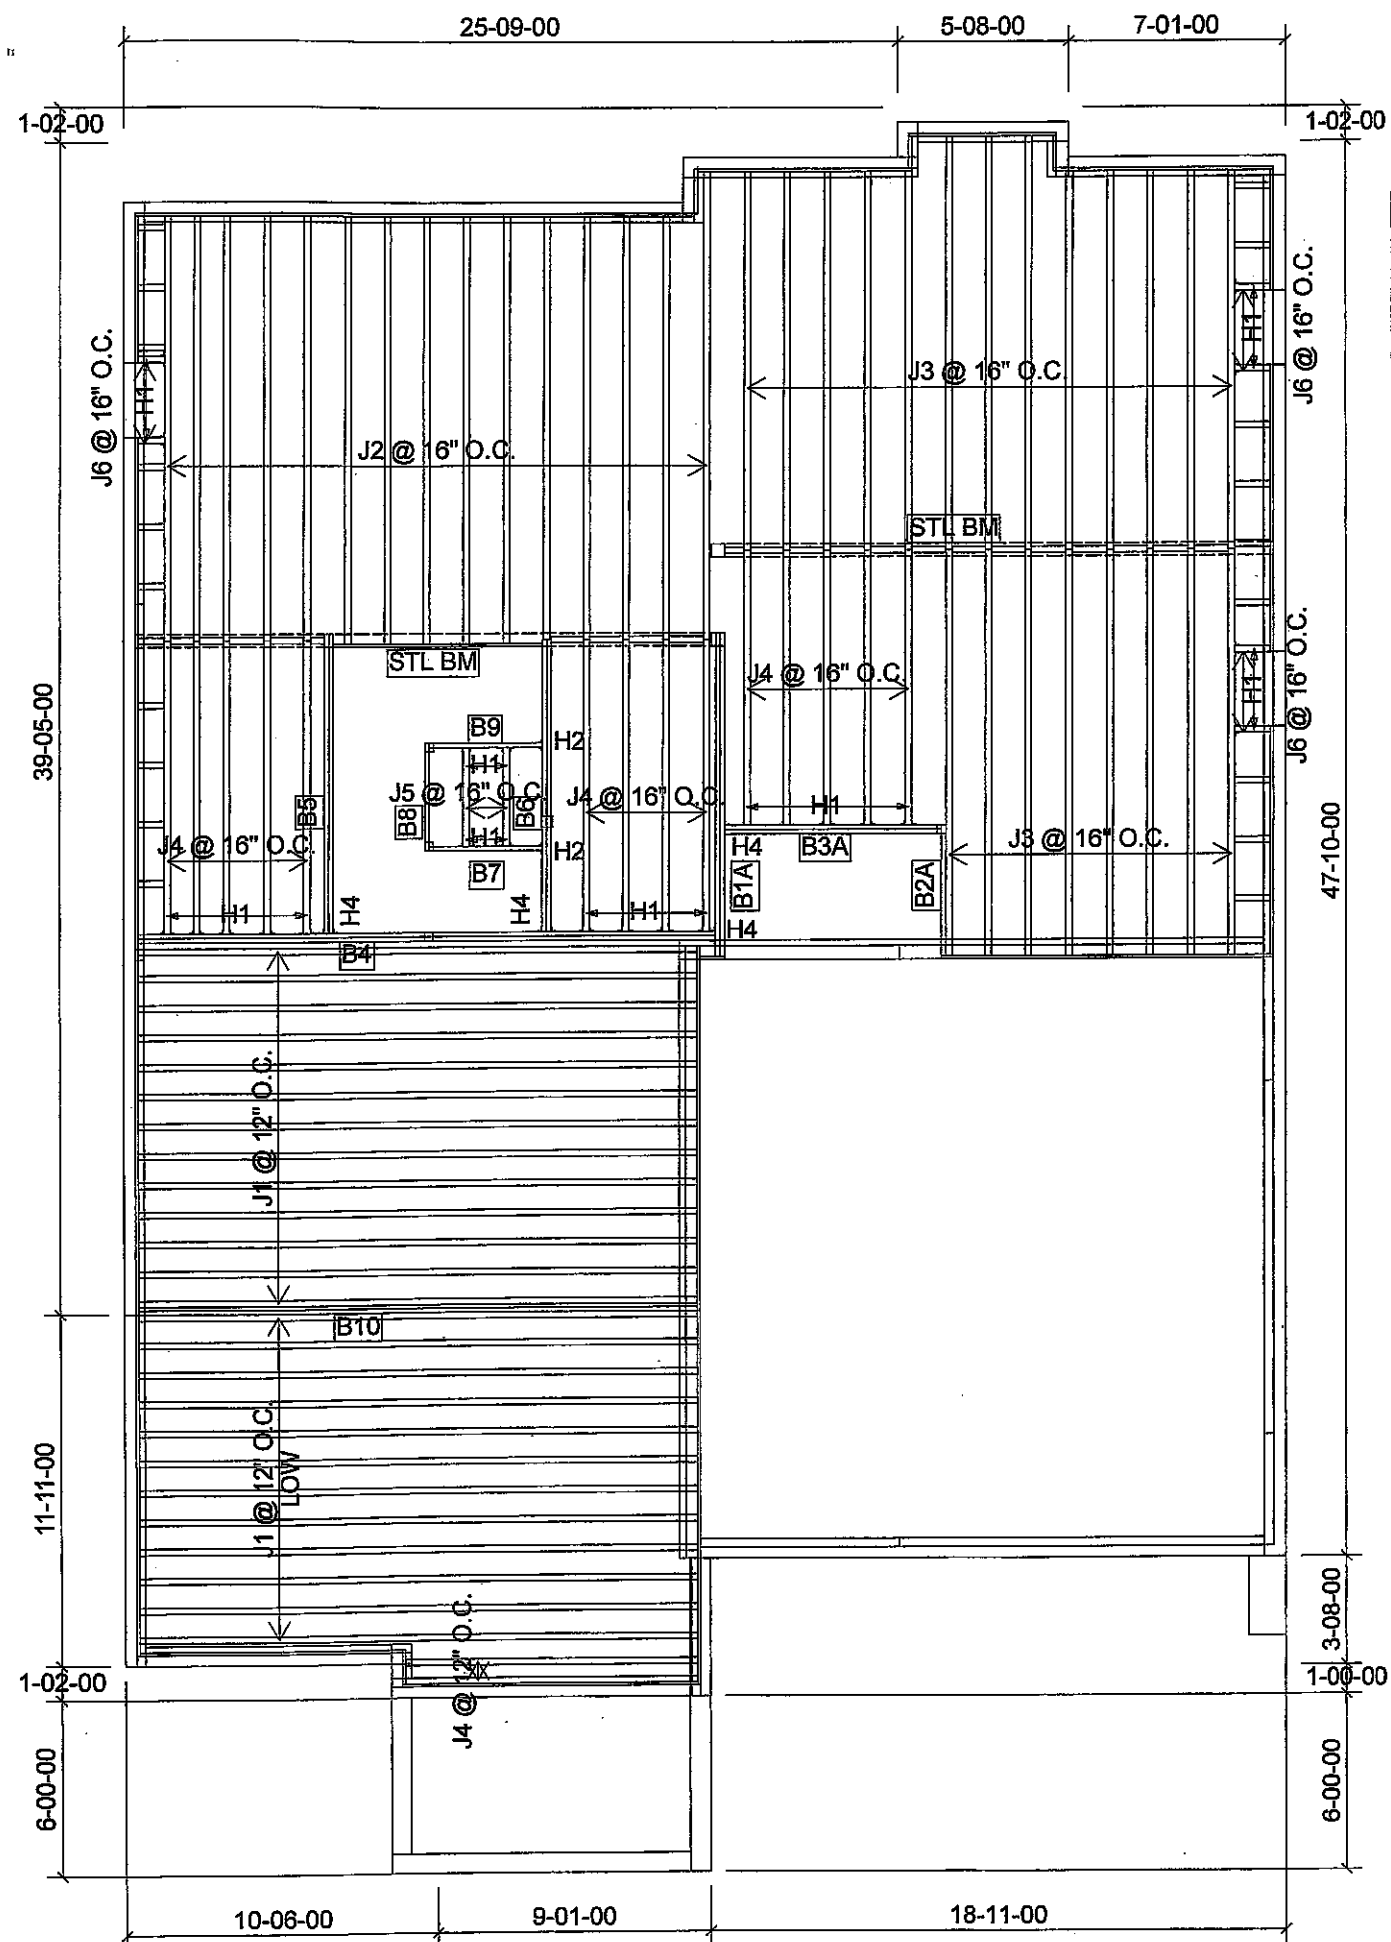 25-09-00
5-08-00
7-01-00
1-02-00
1-02-00
J6 @ 16" O.C.
H1
J2 @ 16" O.C.
J3 @ 16" O.C.
H1
J6 @ 16" O.C.
STL BM
STL BM
J4 @ 16" O.C.
H1
J6 @ 16" O.C.
39-05-00
B9
H2
H1
J5 @ 16" O.C.
J4 @ 16" O.C.
B5
B8
B6
H1
H1
B3A
H4
J4 @ 16" O.C.
B7
H2
J3 @ 16" O.C.
B1A
B2A
47-10-00
H1
H4
H4
H1
H4
B4
J1 @ 12" O.C.
B10
J1 @ 12" O.C.
LOW
11-11-00
J4 @ 12" O.C.
3-08-00
1-02-00
1-00-00
6-00-00
6-00-00
10-06-00
9-01-00
18-11-00